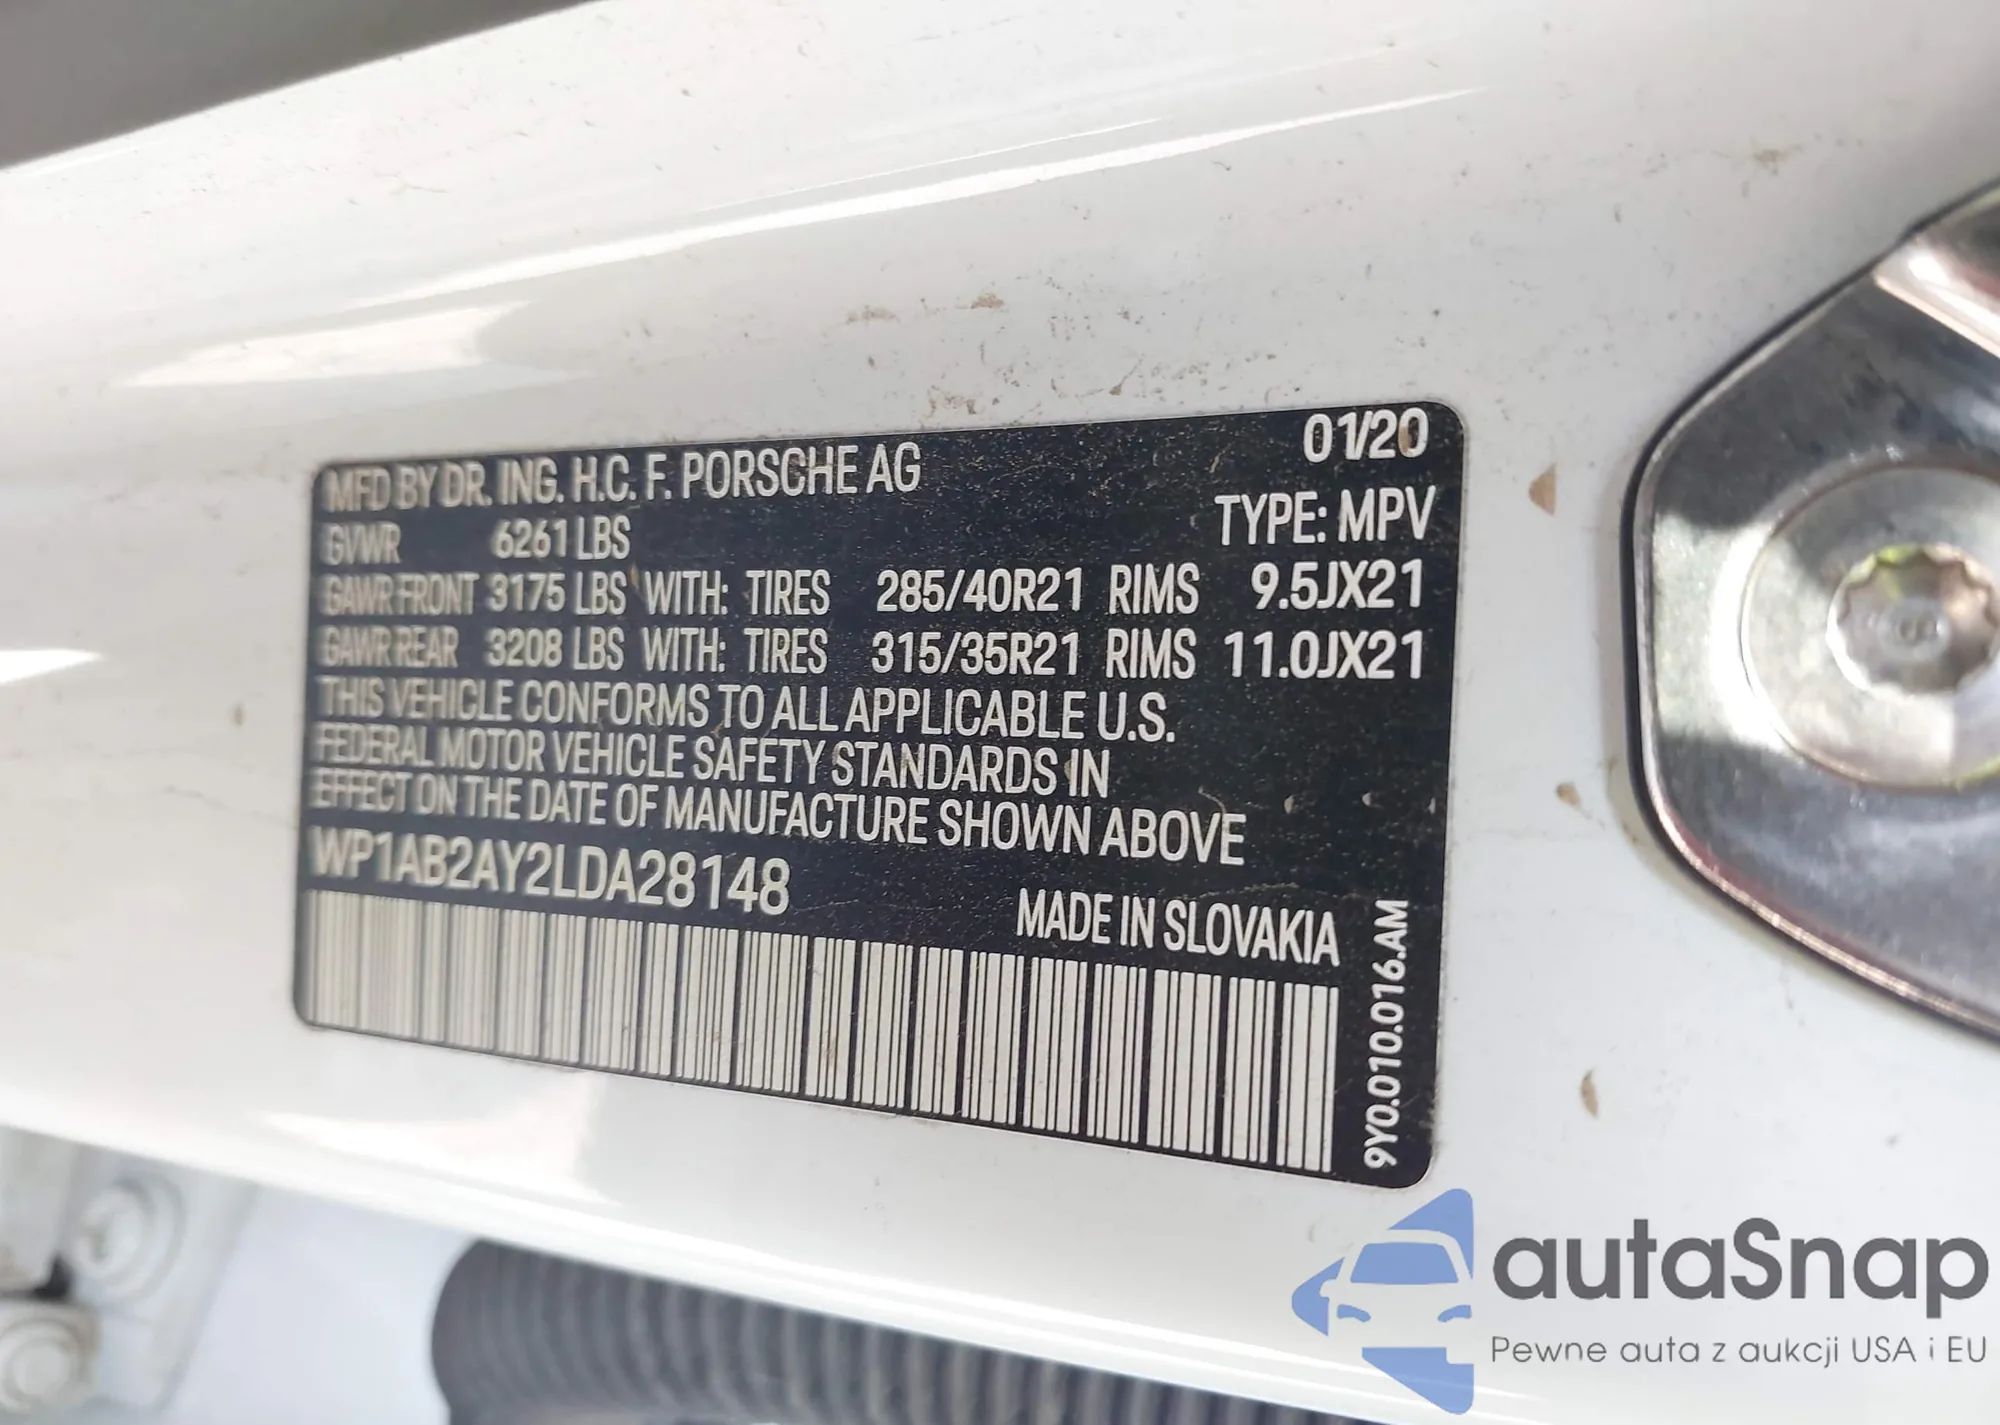 MFD BY DR. ING. H.C. F. PORSCHE AG 01/20
GVWR 6261 LBS TYPE: MPV
GAWR FRONT 3175 LBS WITH: TIRES 285/40R21 RIMS 9.5JX21
GAWR REAR 3208 LBS WITH: TIRES 315/35R21 RIMS 11.0JX21
THIS VEHICLE CONFORMS TO ALL APPLICABLE U.S.
FEDERAL MOTOR VEHICLE SAFETY STANDARDS IN
EFFECT ON THE DATE OF MANUFACTURE SHOWN ABOVE
WP1AB2AY2LDA28148
MADE IN SLOVAKIA
9Y0.010.016.AM
autaSnap
Pewne auta z aukcji USA i EU